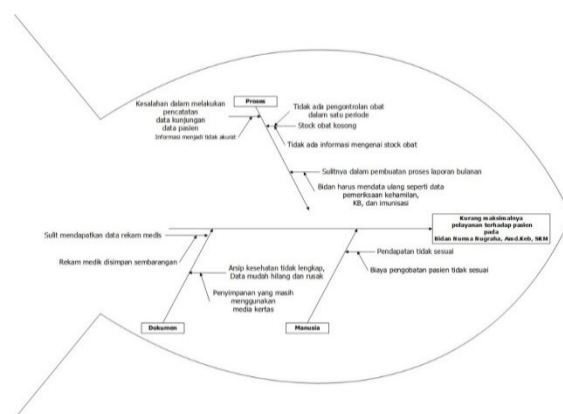 Proses
Kesalahan dalam melakukan
pencatatan
data kunjungan
data pasien
Informasi menjadi tidak akurat
Tidak ada pengontrolan obat
dalam satu periode
Stock obat kosong
Tidak ada informasi mengenai stock obat
Sulitnya dalam pembuatan proses laporan bulanan
Bidan harus mendata ulang seperti data
pemeriksaan kehamilan,
KB, dan imunisasi
Kurang maksimalnya
pelayanan terhadap pasien
pada
Bidan Nurma Nugraha, Amd.Keb, SKM
Sulit mendapatkan data rekam medis
Rekam medik disimpan sembarangan
Arsip kesehatan tidak lengkap,
Data mudah hilang dan rusak
Penyimpanan yang masih
menggunakan
media kertas
Pendapatan tidak sesuai
Biaya pengobatan pasien tidak sesuai
Dokumen
Manusia